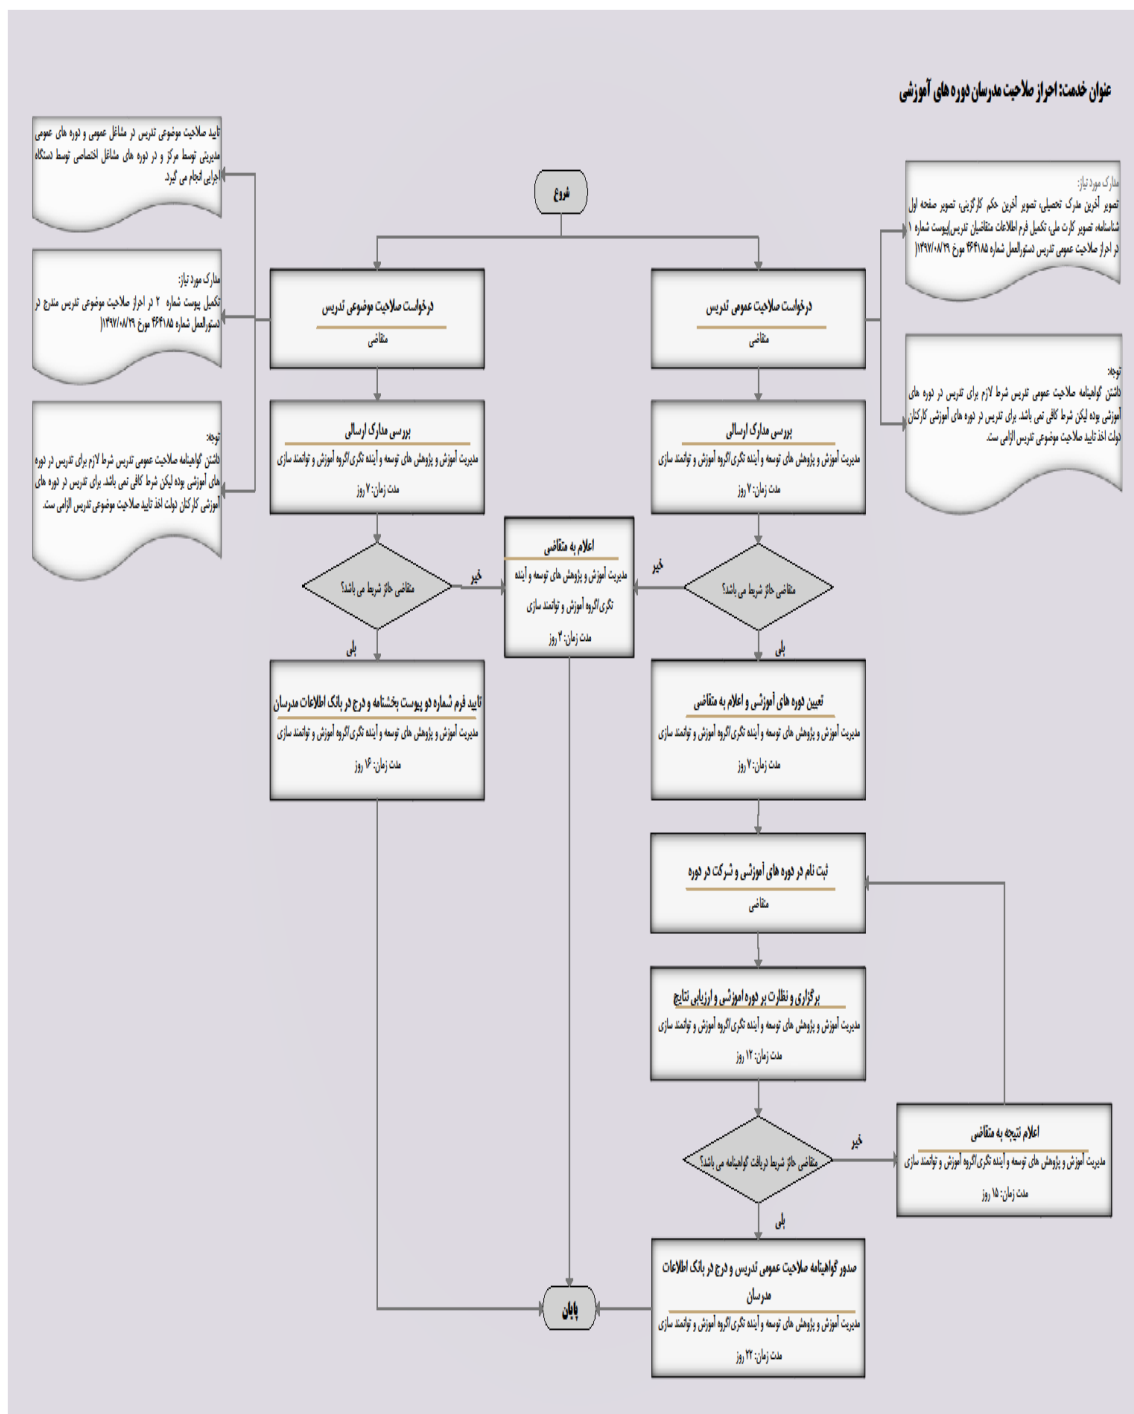 عنوان خدمت: احراز صلاحیت مدرسان دوره های آموزشی
شروع
مدارک مورد نیاز:
تصویر آخرین مدرک تحصیلی، تصویر آخرین حکم کارگزینی، تصویر صفحه اول
شناسنامه، تصویر کارت ملی، تکمیل فرم اطلاعات متقاضیان تدریس)پیوست شماره ۱
در احراز صلاحیت عمومی تدریس دستورالعمل شماره ۴۶۴۱۸۵ مورخ ۱۳۹۷/۰۸/۲۹(
توجه:
داشتن گواهینامه صلاحیت عمومی تدریس شرط لازم برای تدریس در دوره های
آموزشی بوده لیکن شرط کافی نمی باشد. برای تدریس در دوره های آموزشی کارکنان
دولت اخذ تایید صلاحیت موضوعی تدریس الزامی ست.
درخواست صلاحیت عمومی تدریس
متقاضی
بررسی مدارک ارسالی
مدیریت آموزش و پژوهش های توسعه و آینده نگری/گروه آموزش و توانمند سازی
مدت زمان: ۷ روز
متقاضی حائز شریط می باشد؟
خیر
بلی
تعیین دوره های آموزشی و اعلام به متقاضی
مدیریت آموزش و پژوهش های توسعه و آینده نگری/گروه آموزش و توانمند سازی
مدت زمان: ۷ روز
ثبت نام در دوره های آموزشی و شرکت در دوره
متقاضی
برگزاری و نظارت بر دوره اموزشی و ارزیابی نتایج
مدیریت آموزش و پژوهش های توسعه و آینده نگری/گروه آموزش و توانمند سازی
مدت زمان: ۱۲ روز
متقاضی حائز شریط دریافت گواهینامه می باشد؟
خیر
اعلام نتیجه به متقاضی
مدیریت آموزش و پژوهش های توسعه و آینده نگری/گروه آموزش و توانمند سازی
مدت زمان: ۱۵ روز
بلی
صدور گواهینامه صلاحیت عمومی تدریس و درج در بانک اطلاعات
مدرسان
مدیریت آموزش و پژوهش های توسعه و آینده نگری/گروه آموزش و توانمند سازی
مدت زمان: ۲۲ روز
اعلام به متقاضی
مدیریت آموزش و پژوهش های توسعه و آینده
نگری/گروه آموزش و توانمند سازی
مدت زمان: ۳ روز
درخواست صلاحیت موضوعی تدریس
متقاضی
بررسی مدارک ارسالی
مدیریت آموزش و پژوهش های توسعه و آینده نگری/گروه آموزش و توانمند سازی
مدت زمان: ۷ روز
متقاضی حائز شریط می باشد؟
خیر
بلی
تایید فرم شماره دو پیوست بخشنامه و درج در بانک اطلاعات مدرسان
مدیریت آموزش و پژوهش های توسعه و آینده نگری/گروه آموزش و توانمند سازی
مدت زمان: ۱۶ روز
تایید صلاحیت موضوعی تدریس در مشاغل عمومی و دوره های عمومی
مدیریتی توسط مرکز و در دوره های مشاغل اختصاصی توسط دستگاه
اجرایی انجام می گیرد.
مدارک مورد نیاز:
تکمیل پیوست شماره ۲ در احراز صلاحیت موضوعی تدریس مندرج در
دستورالعمل شماره ۴۶۴۱۸۵ مورخ ۱۳۹۷/۰۸/۲۹(
توجه:
داشتن گواهینامه صلاحیت عمومی تدریس شرط لازم برای تدریس در دوره
های آموزشی بوده لیکن شرط کافی نمی باشد. برای تدریس در دوره های
آموزشی کارکنان دولت اخذ تایید صلاحیت موضوعی تدریس الزامی ست.
پایان